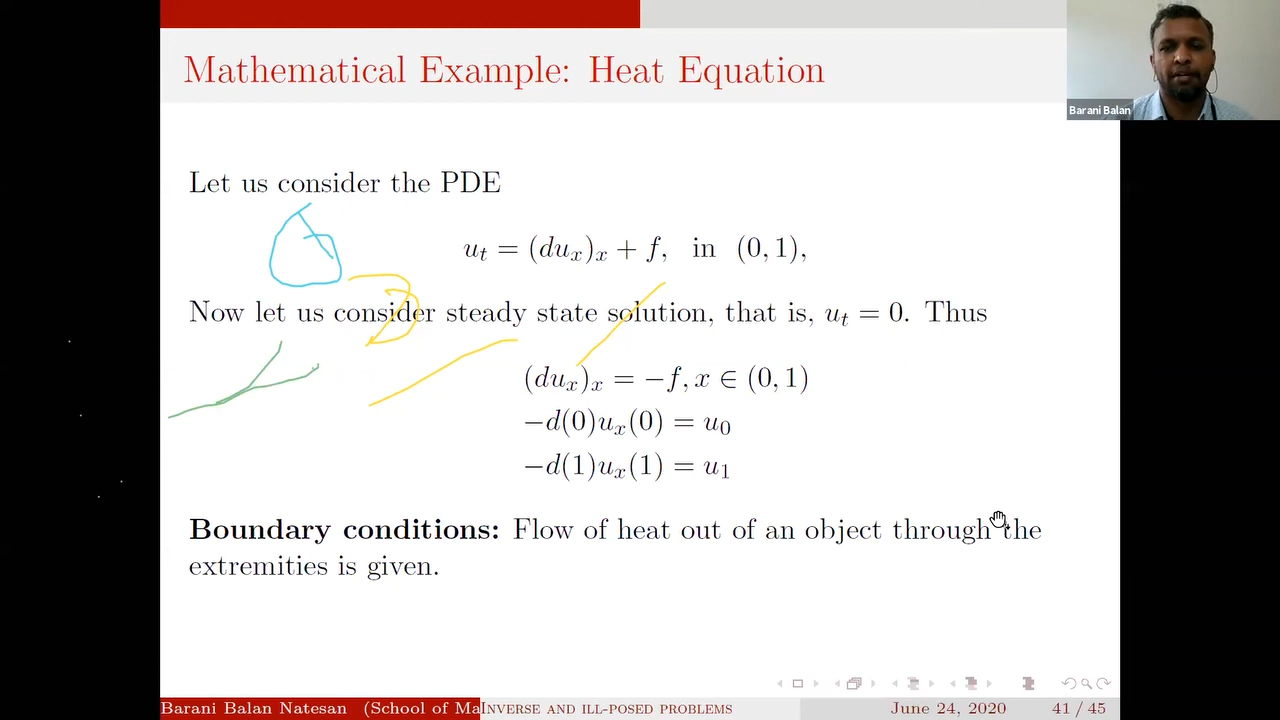 Mathematical Example: Heat Equation
Barani Balan
Let us consider the PDE
u_t = (du_x)_x + f, in (0, 1),
Now let us consider steady state solution, that is, u_t = 0. Thus
(du_x)_x = −f, x ∈ (0, 1)
−d(0)u_x(0) = u_0
−d(1)u_x(1) = u_1
Boundary conditions: Flow of heat out of an object through the
extremities is given.
Barani Balan Natesan (School of Ma
Inverse and ill-posed problems
June 24, 2020
41 / 45